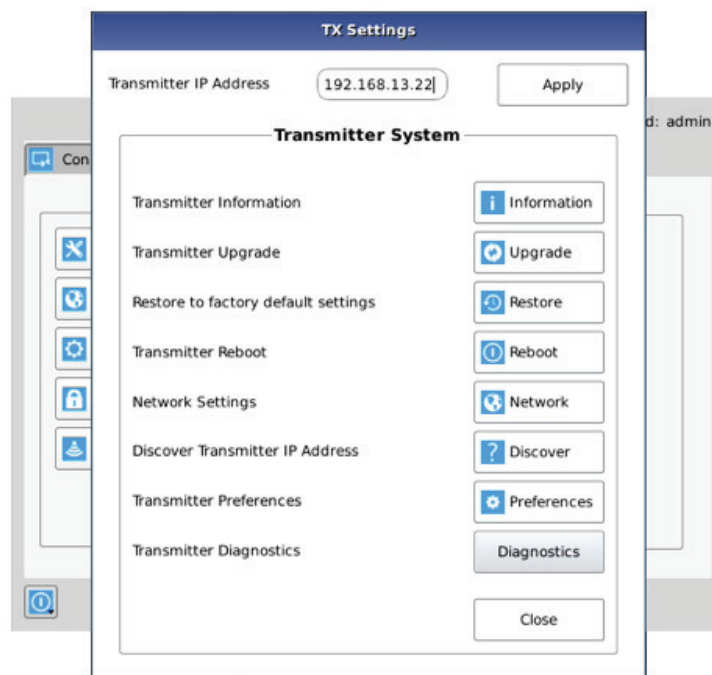 TX Settings
Transmitter IP Address 192.168.13.22 Apply
d: admin
Transmitter System
Con
Transmitter Information Information
Transmitter Upgrade Upgrade
Restore to factory default settings Restore
Transmitter Reboot Reboot
Network Settings Network
Discover Transmitter IP Address Discover
Transmitter Preferences Preferences
Transmitter Diagnostics Diagnostics
Close